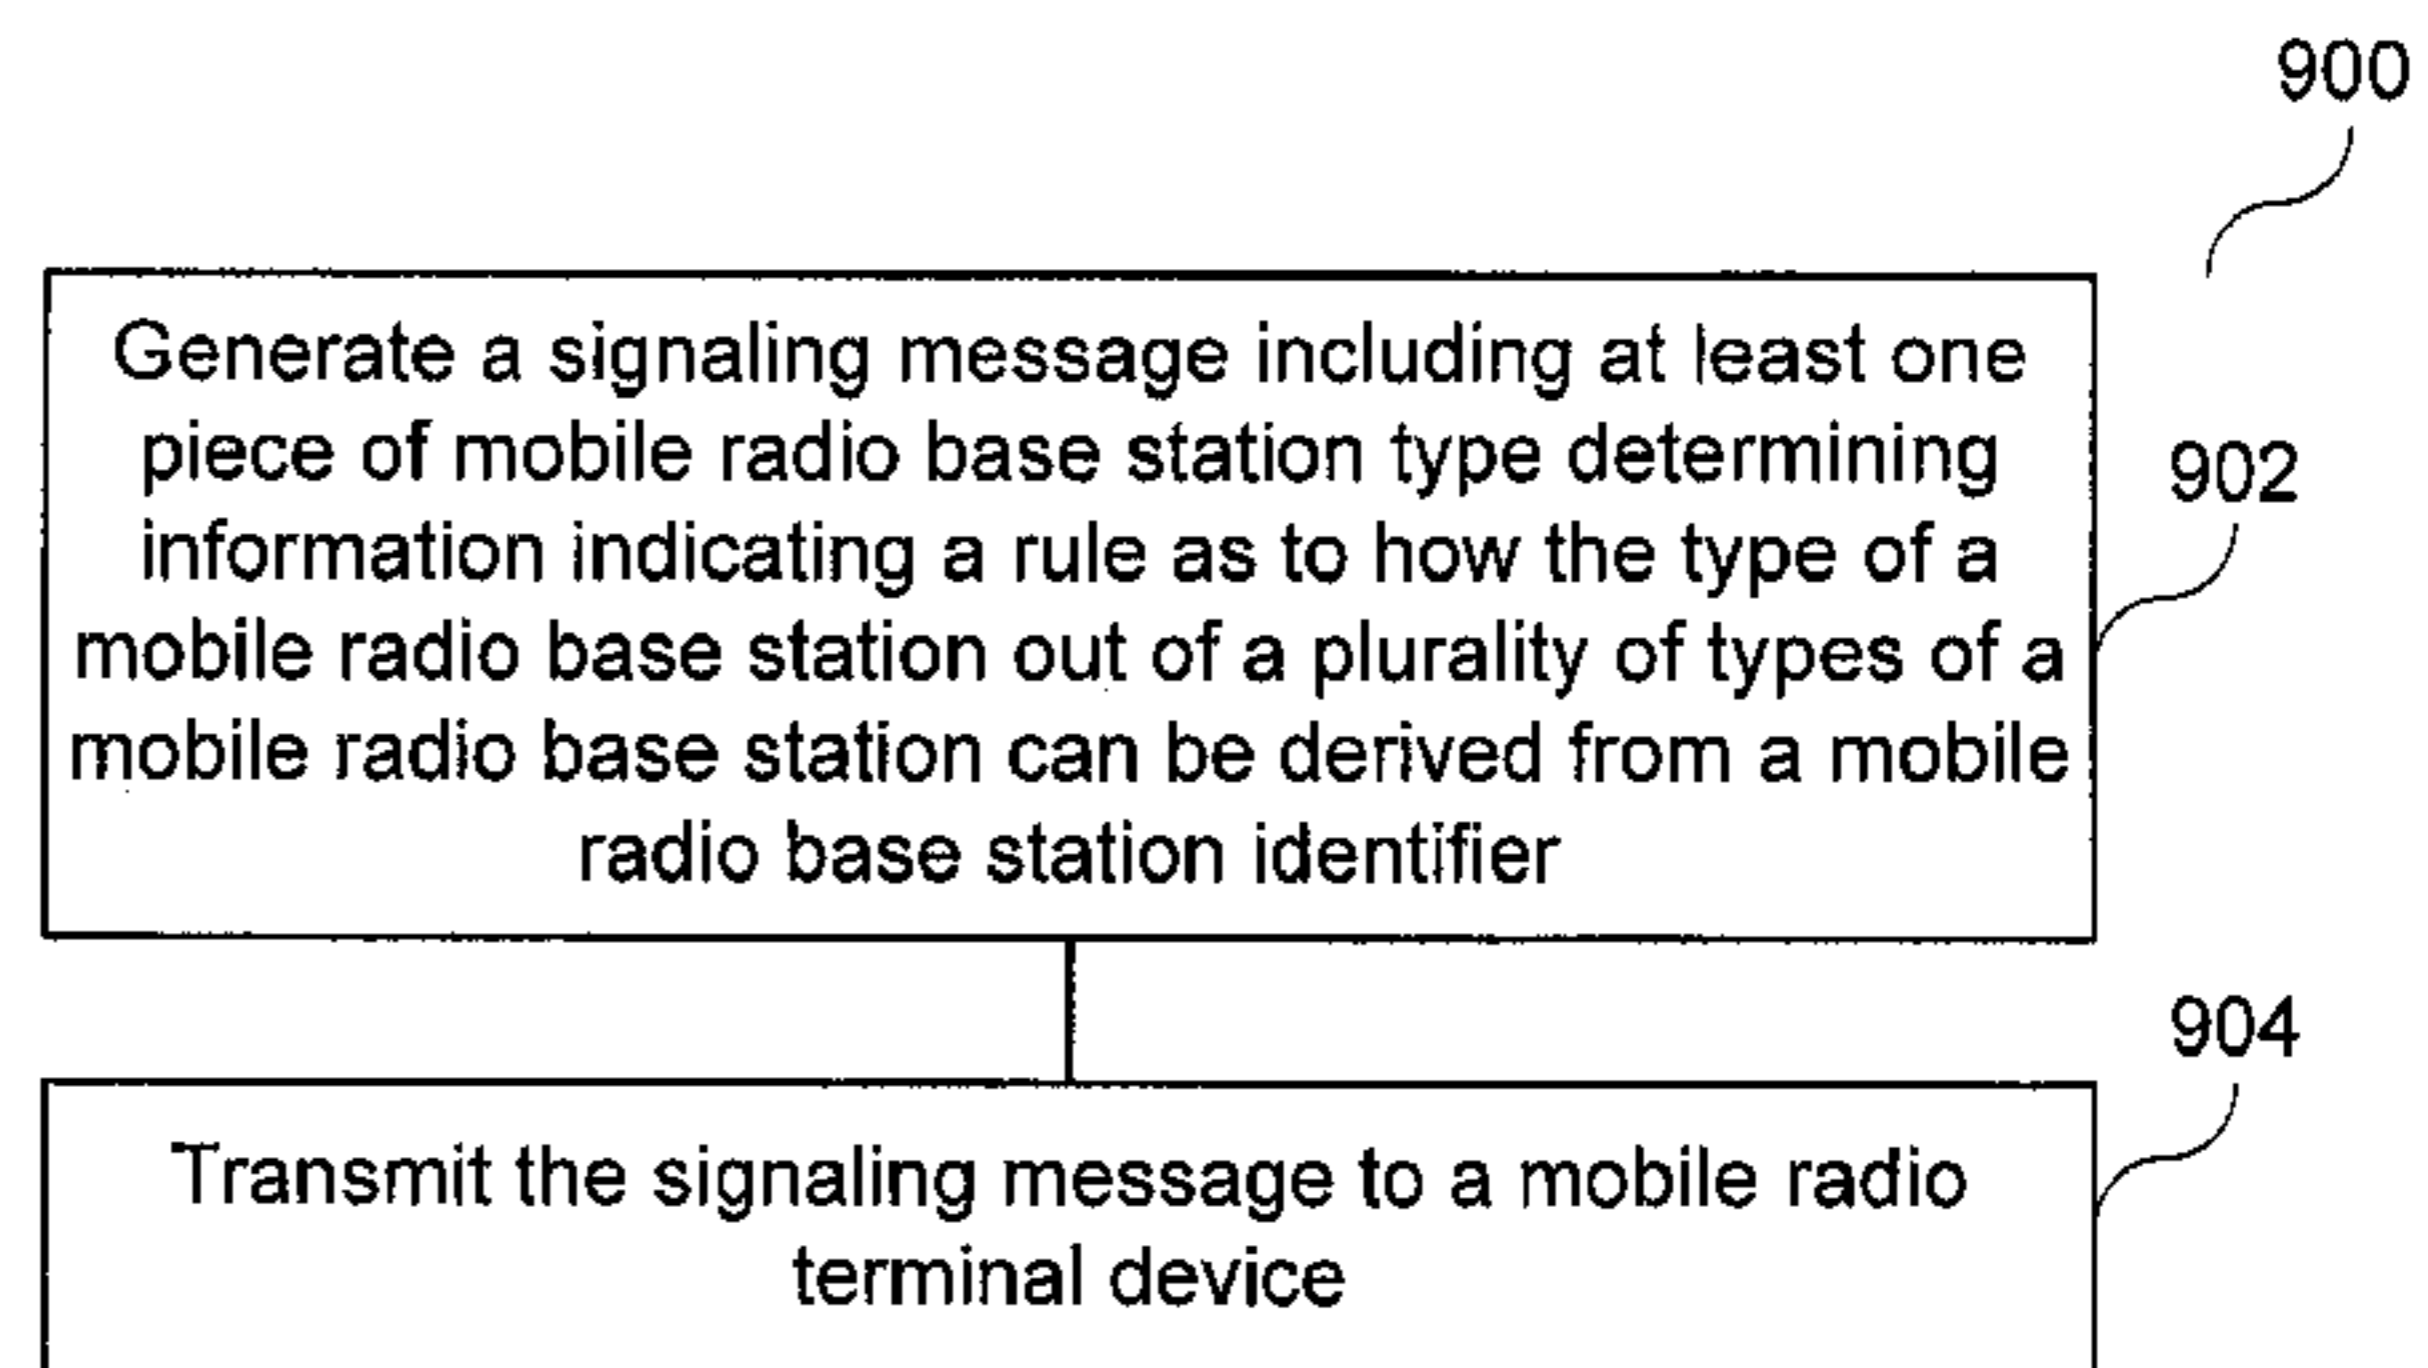 900
Generate a signaling message including at least one
piece of mobile radio base station type determining
902
information indicating a rule as to how the type of a
mobile radio base station out of a plurality of types of a
mobile radio base station can be derived from a mobile
radio base station identifier
904
Transmit the signaling message to a mobile radio
terminal device